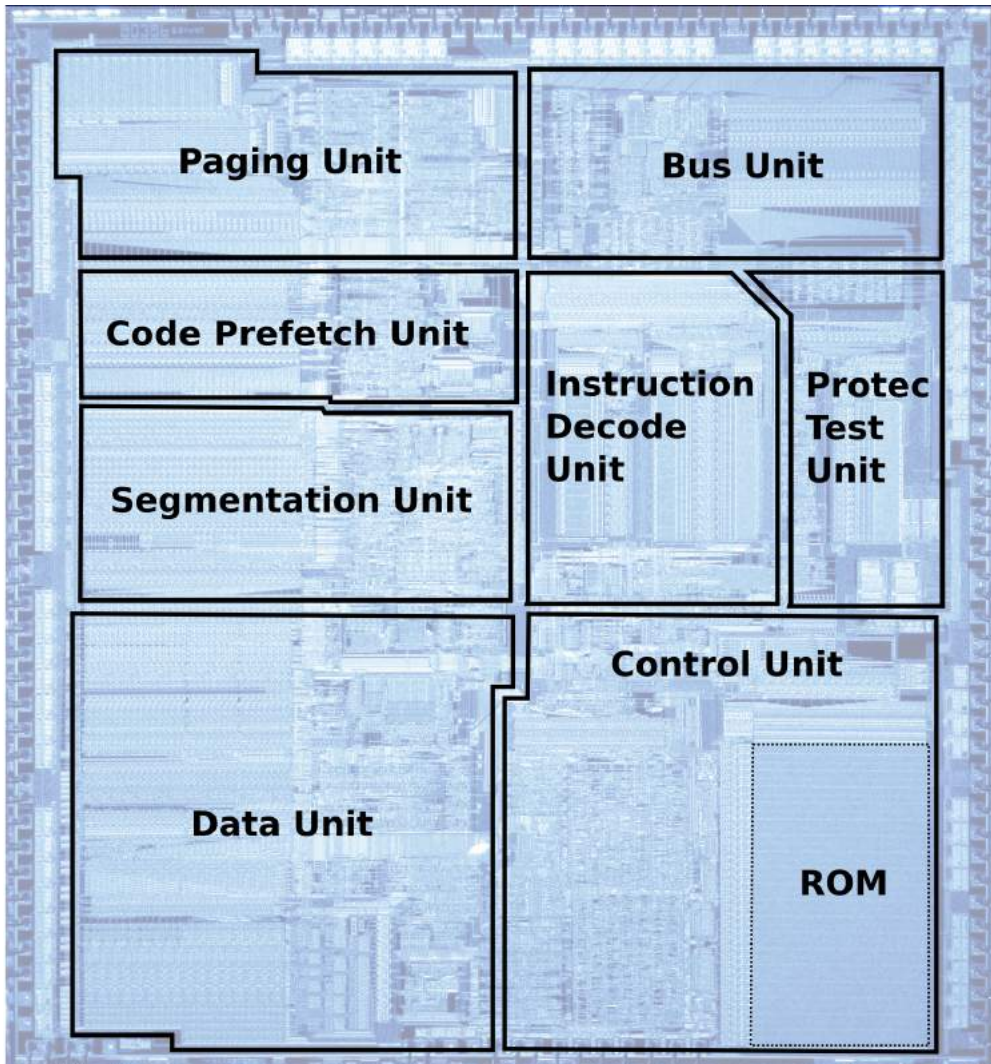 Paging Unit
Bus Unit
Code Prefetch Unit
Instruction
Decode
Unit
Protec
Test
Unit
Segmentation Unit
Control Unit
Data Unit
ROM